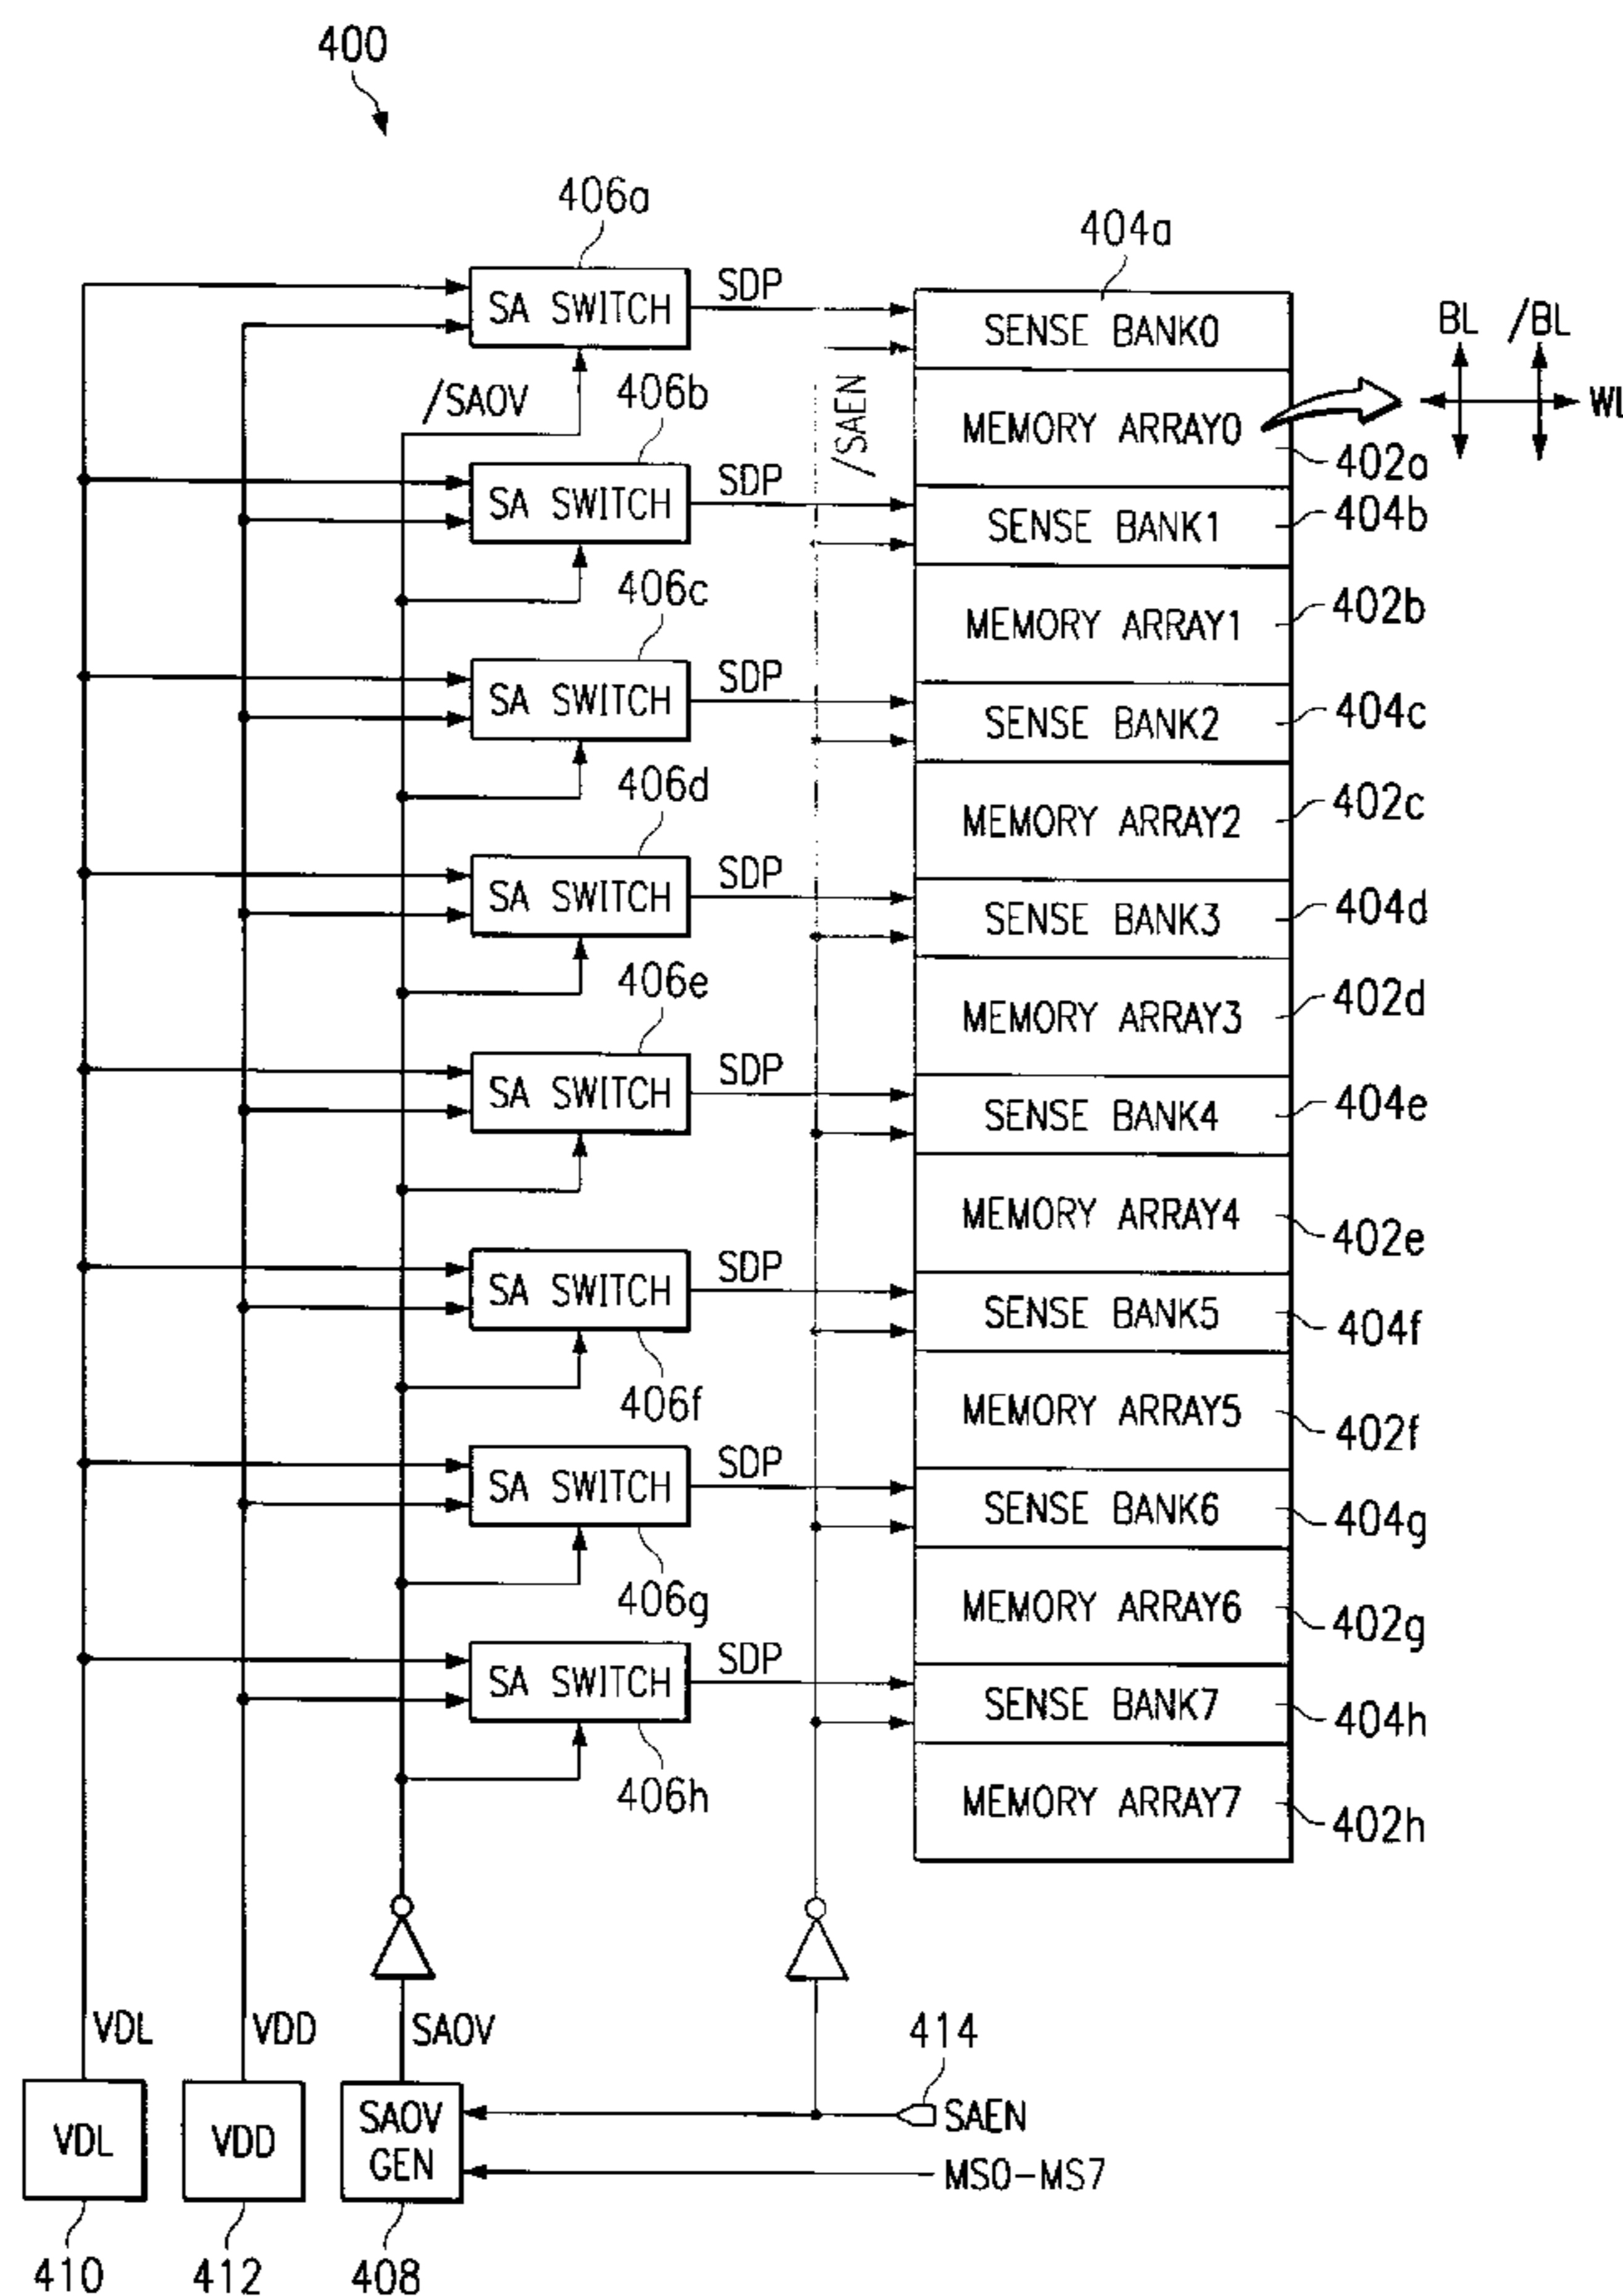 400
406a
404a
SA SWITCH
SDP
SENSE BANK0
BL
/BL
/SAOV
406b
/SAEN
MEMORY ARRAY0
402a
SA SWITCH
SDP
SENSE BANK1
404b
406c
MEMORY ARRAY1
402b
SA SWITCH
SDP
SENSE BANK2
404c
406d
MEMORY ARRAY2
402c
SA SWITCH
SDP
SENSE BANK3
404d
406e
MEMORY ARRAY3
402d
SA SWITCH
SDP
SENSE BANK4
404e
MEMORY ARRAY4
402e
SA SWITCH
SDP
SENSE BANK5
404f
406f
MEMORY ARRAY5
402f
SA SWITCH
SDP
SENSE BANK6
404g
406g
MEMORY ARRAY6
402g
SA SWITCH
SDP
SENSE BANK7
404h
406h
MEMORY ARRAY7
402h
VDL
VDD
SAOV
414
VDL
VDD
SAOV
GEN
SAEN
MS0-MS7
410
412
408